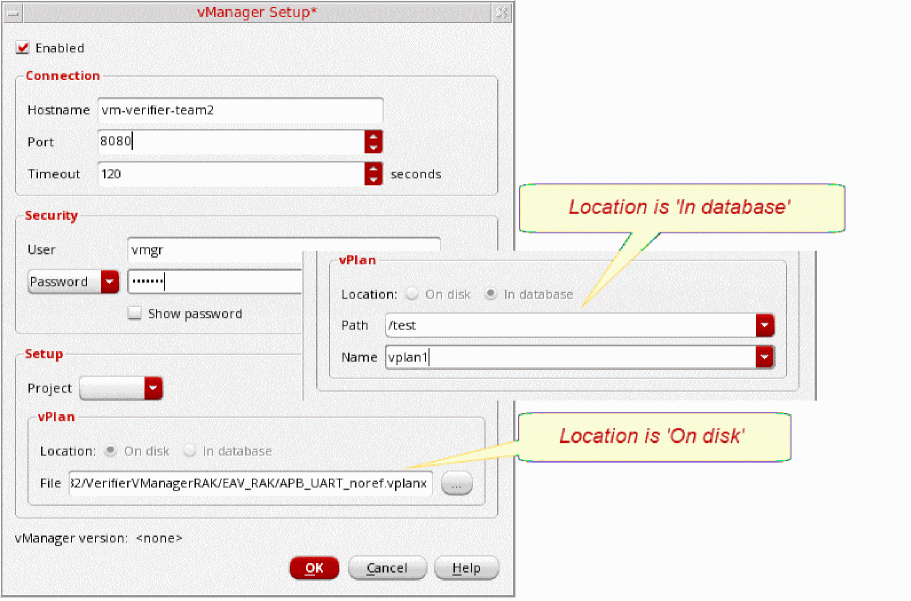 vManager Setup*
Enabled
Connection
Hostname vm-verifier-team2
Port 8080
Timeout 120 seconds
Security
User vmgr
Password •••••••
Show password
Setup
Project
vPlan
Location: On disk In database
File 32/VerifierVManagerRAK/EAV_RAK/APB_UART_noref.vplanx ...
vManager version: <none>
OK Cancel Help
Location is 'In database'
vPlan
Location: On disk In database
Path /test
Name vplan1
Location is 'On disk'